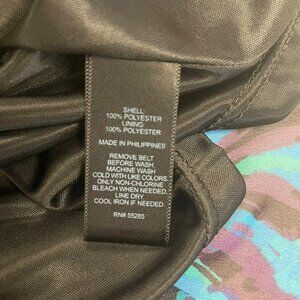 SHELL:
100% POLYESTER
LINING
100% POLYESTER
MADE IN PHILIPPINES
REMOVE BELT
BEFORE WASH
MACHINE WASH
COLD WITH LIKE COLORS.
ONLY NON-CHLORINE
BLEACH WHEN NEEDED.
LINE DRY
COOL IRON IF NEEDED.
RN# 55285